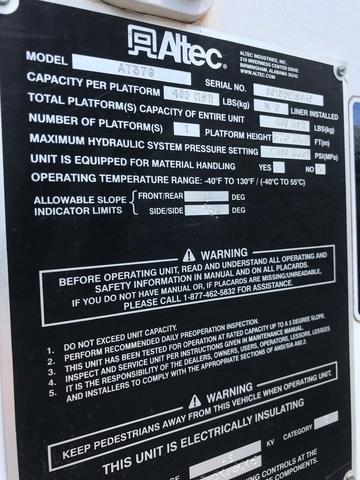 Altec
ALTEC INDUSTRIES, INC.
210 INVERNESS CENTER DRIVE
BIRMINGHAM, ALABAMA 35242
WWW.ALTEC.COM
MODEL AT37G SERIAL NO.
CAPACITY PER PLATFORM 400 (181) LBS(kg) W.O LINER INSTALLED
TOTAL PLATFORM(S) CAPACITY OF ENTIRE UNIT LBS(kg)
NUMBER OF PLATFORM(S) 1 PLATFORM HEIGHT FT(m)
MAXIMUM HYDRAULIC SYSTEM PRESSURE SETTING PSI(MPa)
UNIT IS EQUIPPED FOR MATERIAL HANDLING YES NO
OPERATING TEMPERATURE RANGE: -40°F TO 130°F / (-40°C TO 55°C)
ALLOWABLE SLOPE FRONT/REAR DEG
INDICATOR LIMITS SIDE/SIDE DEG
WARNING
BEFORE OPERATING UNIT, READ AND UNDERSTAND ALL OPERATING AND
SAFETY INFORMATION IN MANUAL AND ON ALL PLACARDS.
IF YOU DO NOT HAVE MANUAL OR, IF PLACARDS ARE MISSING/UNREADABLE,
PLEASE CALL 1-877-462-5832 FOR ASSISTANCE.
1. DO NOT EXCEED UNIT CAPACITY.
2. PERFORM RECOMMENDED DAILY PREOPERATION INSPECTION.
3. THIS UNIT HAS BEEN TESTED FOR OPERATION AT RATED CAPACITY UP TO A 5 DEGREE SLOPE.
4. INSPECT AND SERVICE UNIT PER INSTRUCTIONS GIVEN IN MAINTENANCE MANUAL.
5. IT IS THE RESPONSIBILITY OF THE DEALERS, OWNERS, USERS, OPERATORS, LESSORS, LESSEES
TO COMPLY WITH THE APPROPRIATE SECTIONS OF ANSI/SIA A92.2.
WARNING
KEEP PEDESTRIANS AWAY FROM THIS VEHICLE WHEN OPERATING UNIT.
THIS UNIT IS ELECTRICALLY INSULATING
KV CATEGORY
CONTROLS AT THE